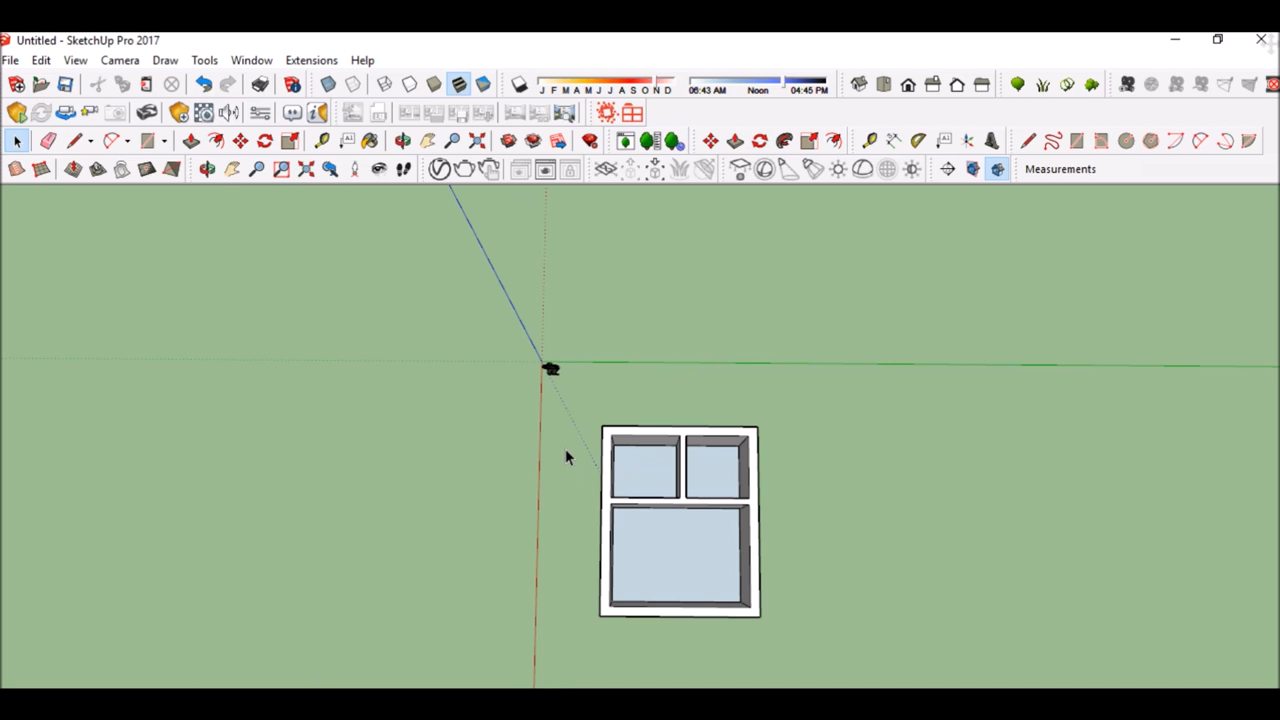 Untitled - SketchUp Pro 2017
File Edit View Camera Draw Tools Window Extensions Help
J F M A M J J A S O N D 06:43 AM Noon 04:45 PM
Measurements